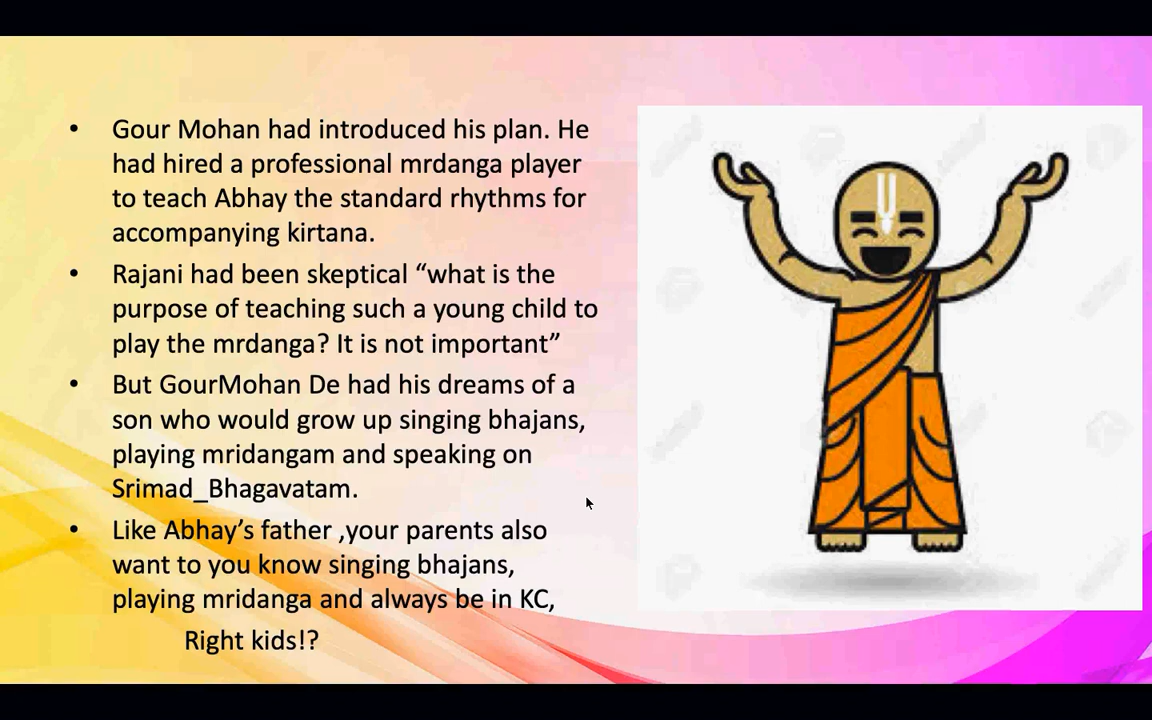 • Gour Mohan had introduced his plan. He
had hired a professional mrdanga player
to teach Abhay the standard rhythms for
accompanying kirtana.
• Rajani had been skeptical “what is the
purpose of teaching such a young child to
play the mrdanga? It is not important”
• But GourMohan De had his dreams of a
son who would grow up singing bhajans,
playing mridangam and speaking on
Srimad_Bhagavatam.
• Like Abhay’s father ,your parents also
want to you know singing bhajans,
playing mridanga and always be in KC,
Right kids!?